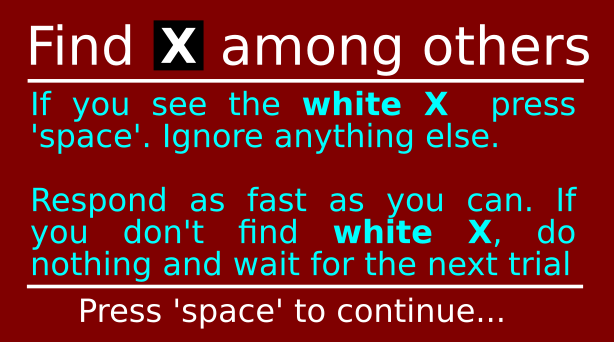 Find X among others
If you see the white X press
'space'. Ignore anything else.
Respond as fast as you can. If
you don't find white X, do
nothing and wait for the next trial
Press 'space' to continue...